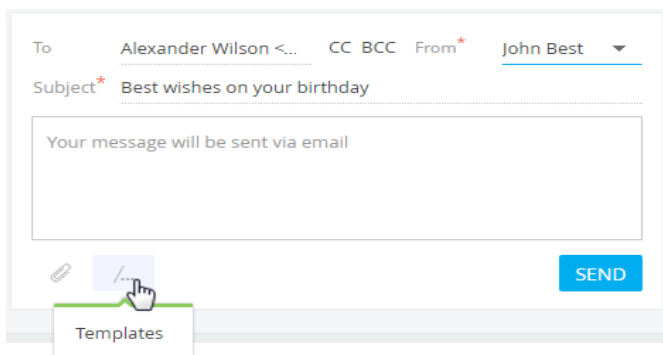 To Alexander Wilson <... CC BCC From* John Best
Subject* Best wishes on your birthday
Your message will be sent via email
/... SEND
Templates